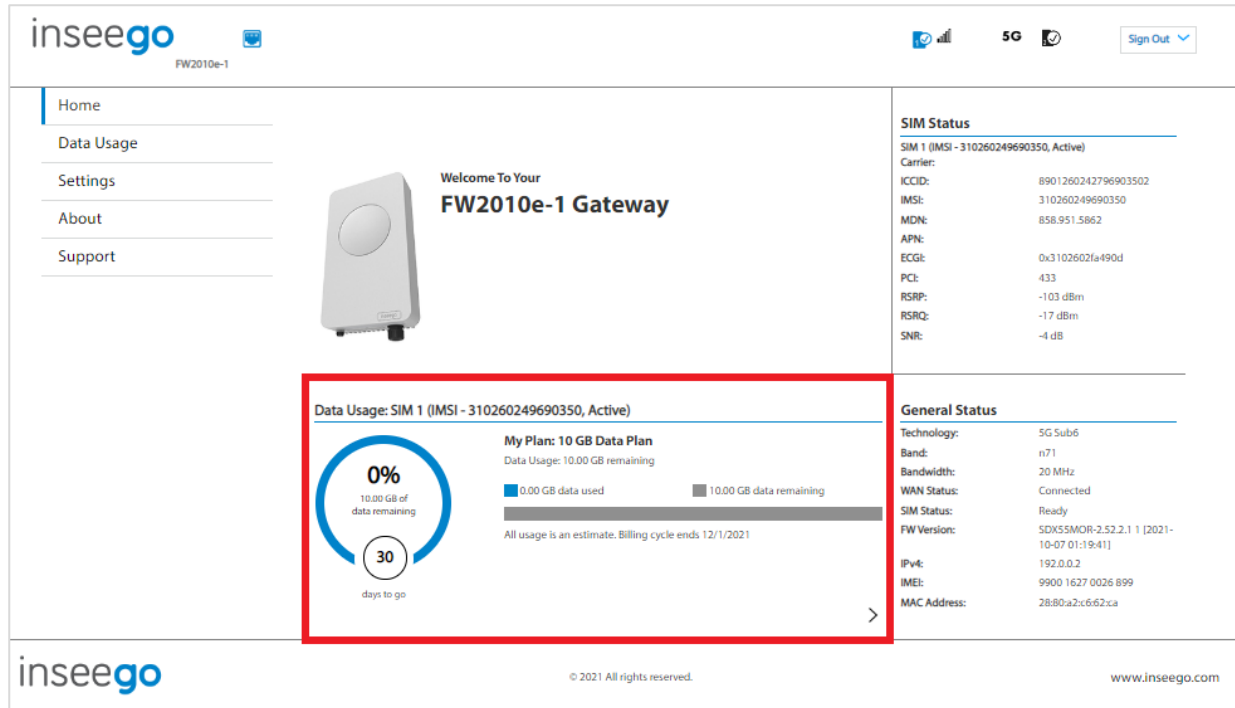 inseego
FW2010e-1
5G
Sign Out
Home
Data Usage
Settings
About
Support
Welcome To Your
FW2010e-1 Gateway
SIM Status
SIM 1 (IMSI - 310260249690350, Active)
Carrier:
ICCID: 8901260242796903502
IMSI: 310260249690350
MDN: 858.951.5862
APN:
ECGI: 0x3102602fa490d
PCI: 433
RSRP: -103 dBm
RSRQ: -17 dBm
SNR: -4 dB
Data Usage: SIM 1 (IMSI - 310260249690350, Active)
0%
10.00 GB of
data remaining
30
days to go
My Plan: 10 GB Data Plan
Data Usage: 10.00 GB remaining
0.00 GB data used 10.00 GB data remaining
All usage is an estimate. Billing cycle ends 12/1/2021
General Status
Technology: 5G Sub6
Band: n71
Bandwidth: 20 MHz
WAN Status: Connected
SIM Status: Ready
FW Version: SDX55MOR-2.52.2.1 1 [2021-
10-07 01:19:41]
IPv4: 192.0.0.2
IMEI: 9900 1627 0026 899
MAC Address: 28:80:a2:c6:62:ca
inseego
© 2021 All rights reserved.
www.inseego.com